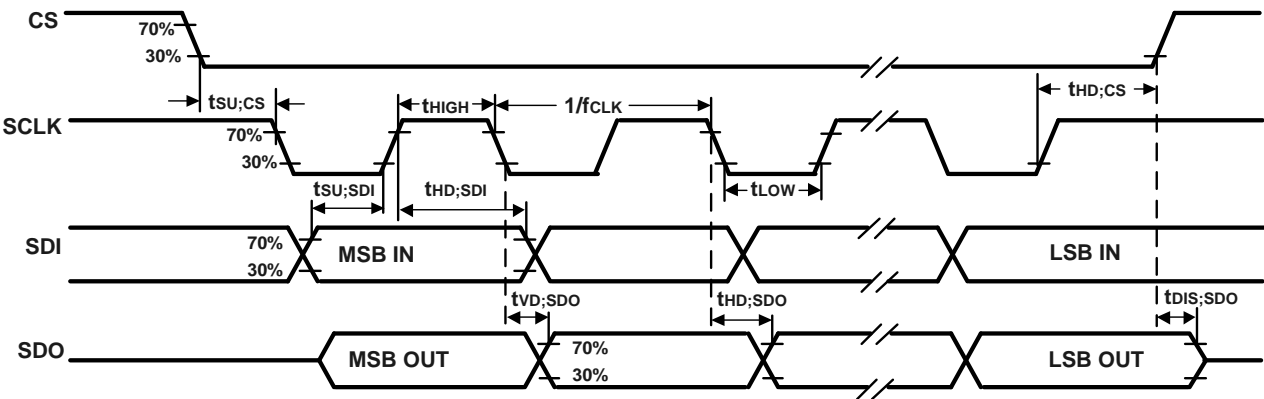 CS
70%
30%
tSU;CS
tHIGH
1/fCLK
tHD;CS
SCLK
70%
30%
tSU;SDI
tHD;SDI
tLOW
SDI
70%
30%
MSB IN
LSB IN
tVD;SDO
tHD;SDO
tDIS;SDO
SDO
MSB OUT
70%
30%
LSB OUT